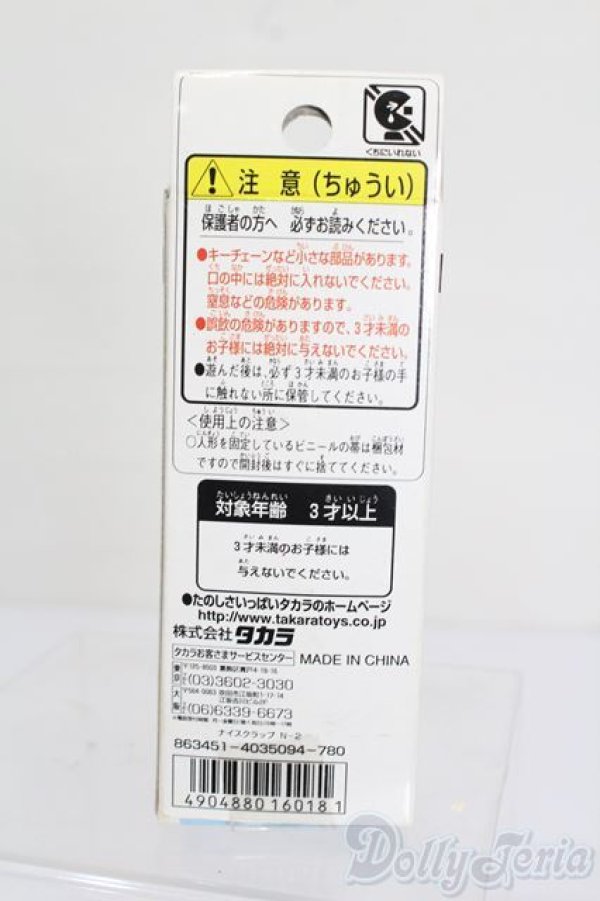 くちにいれない
注意(ちゅうい)
保護者の方へ 必ずお読みください。
●キーチェーンなど小さな部品があります。
口の中には絶対に入れないでください。
窒息などの危険があります。
●誤飲の危険がありますので、3才未満の
お子様には絶対に与えないでください。
●遊んだ後は、必ず3才未満のお子様の手
に触れない所に保管してください。
＜使用上の注意＞
○人形を固定しているビニールの帯は梱包材
ですので開封後はすぐに捨ててください。
対象年齢 3才以上
3才未満のお子様には
与えないでください。
●たのしさいっぱいタカラのホームページ
http://www.takaratoys.co.jp
株式会社タカラ
タカラお客さまサービスセンター MADE IN CHINA
東京 (03)3602-3030
大阪 (06)6339-6673
ナイスクラップ N-2
863451-4035094-780
4904880160181
DollyTeria